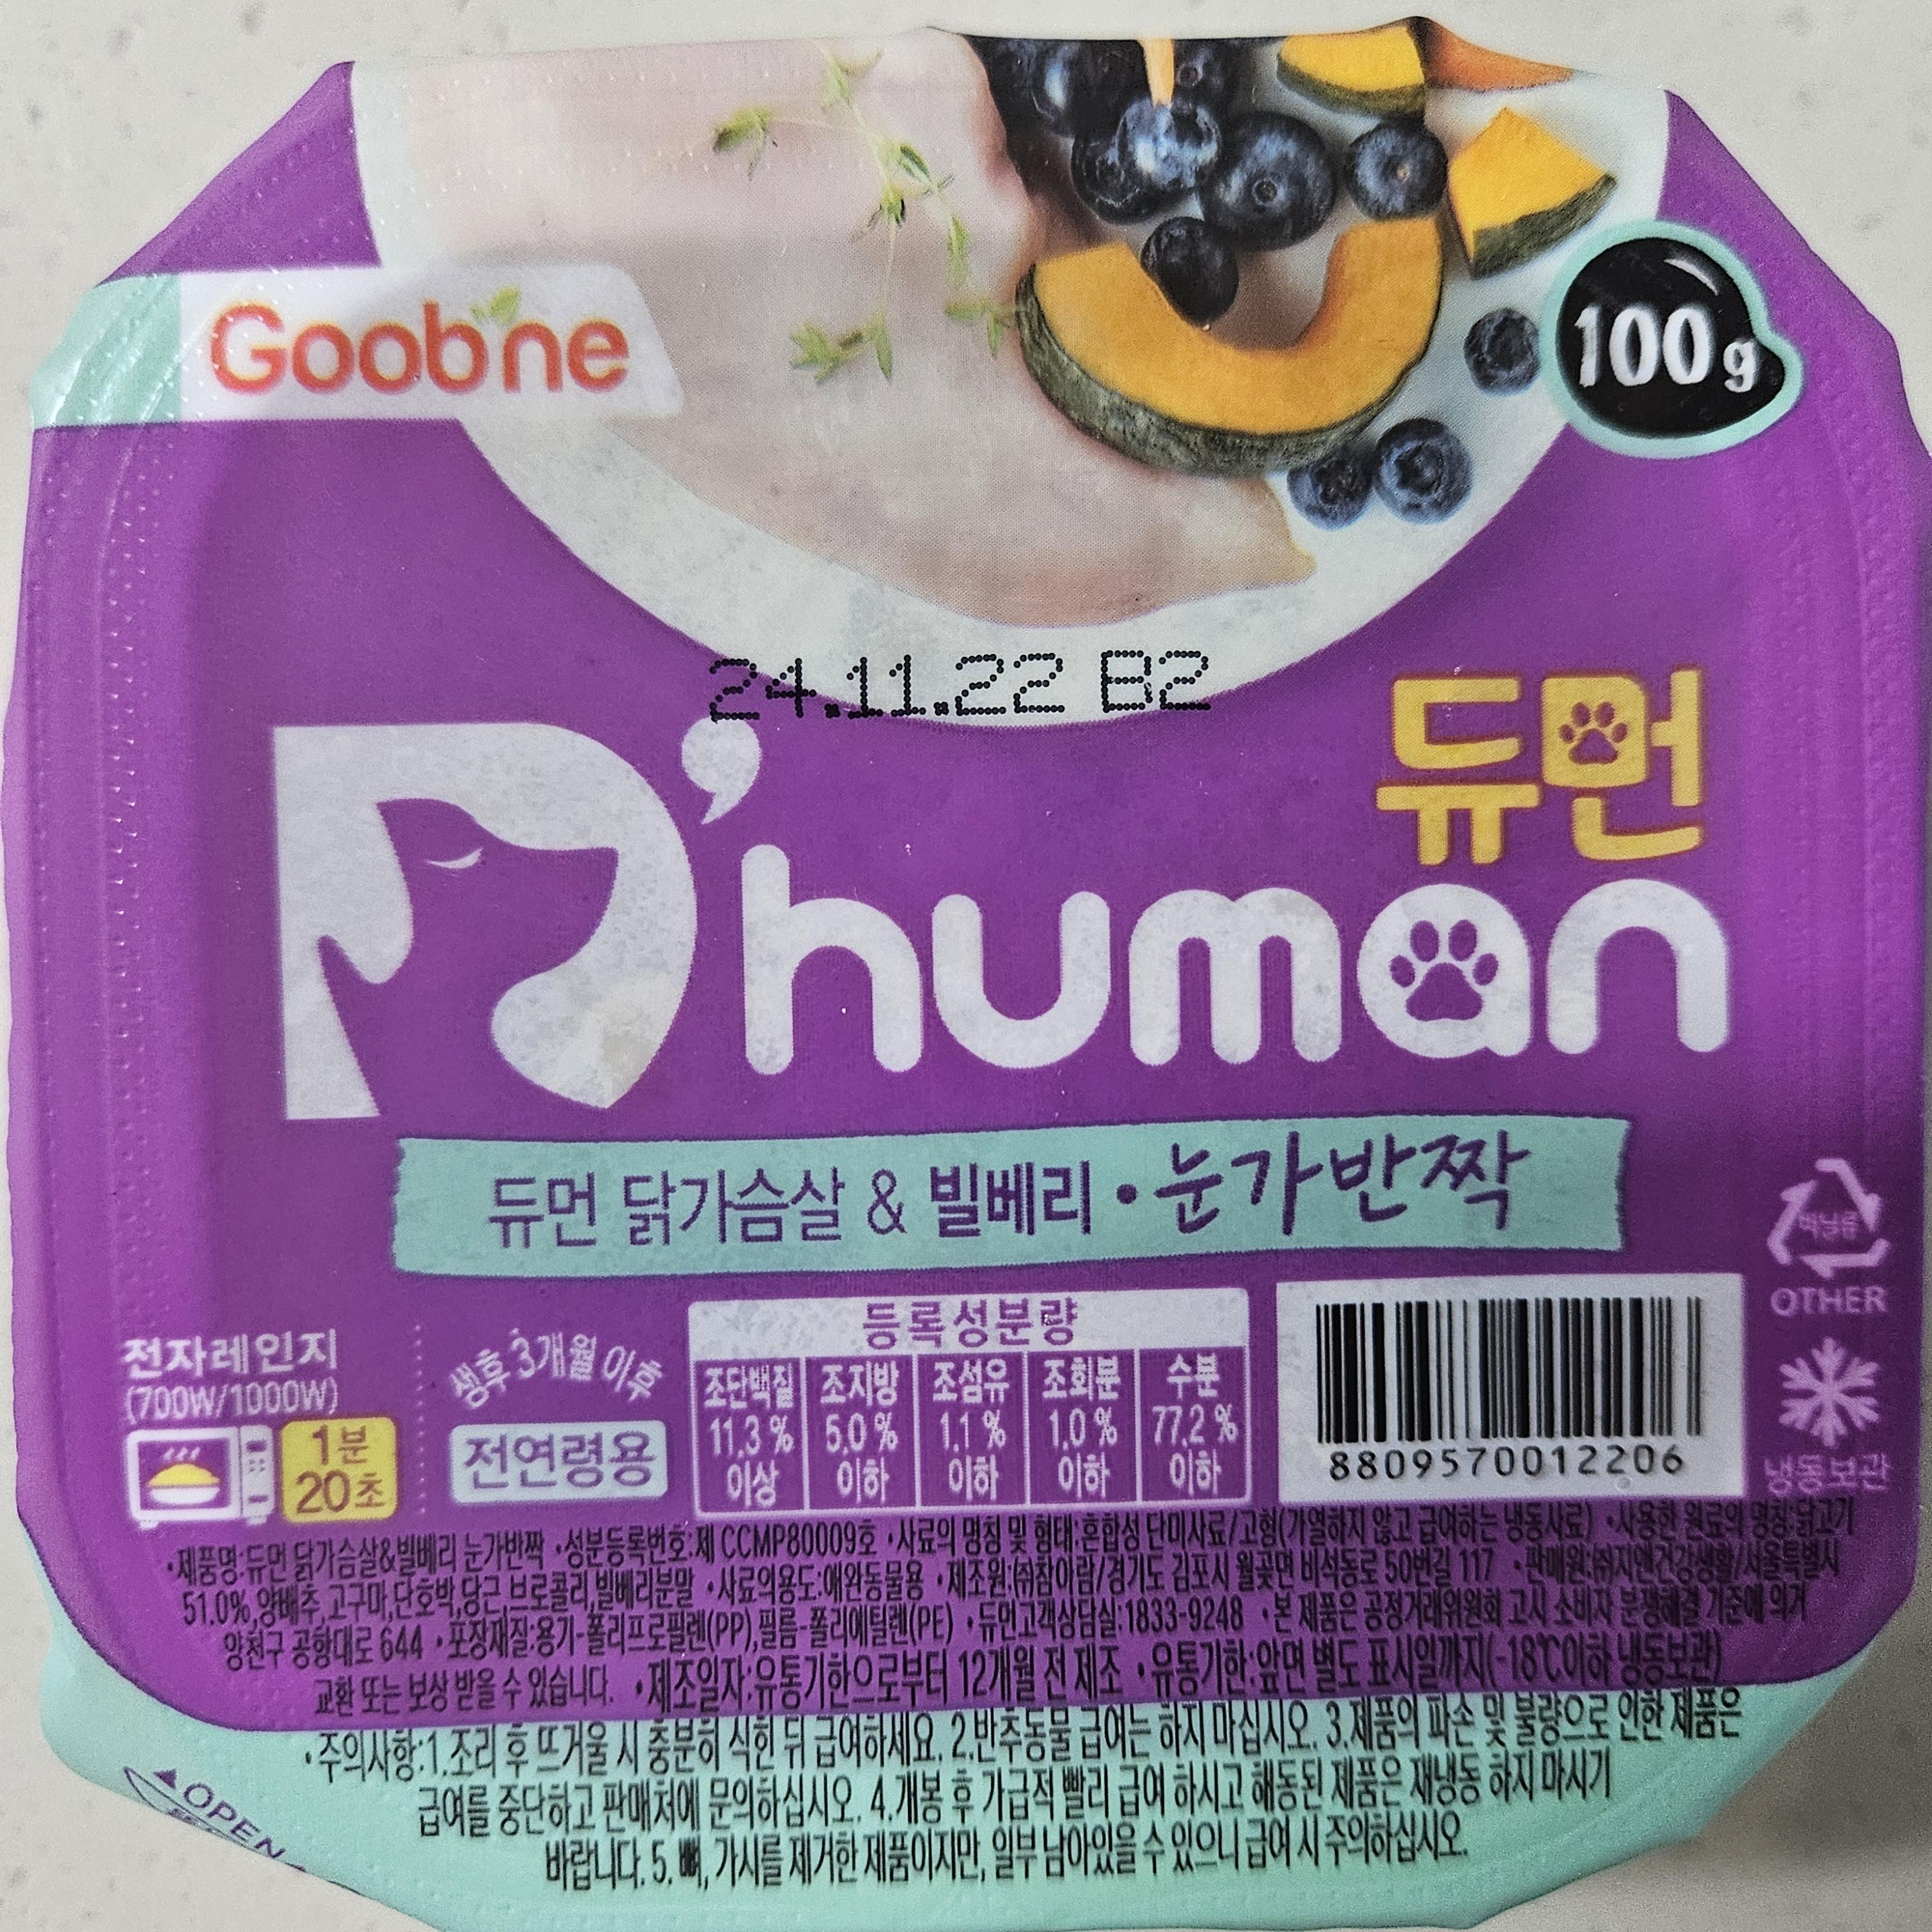 Goobne
100g
24.11.22 B2
듀먼
D'human
듀먼 닭가슴살 & 빌베리・눈가반짝
비닐류
OTHER
냉동보관
전자레인지
(700W/1000W)
1분
20초
생후 3개월 이후
전연령용
등록성분량
조단백질 조지방 조섬유 조회분 수분
11.3 % 5.0 % 1.1 % 1.0 % 77.2 %
이상 이하 이하 이하 이하
8809570012206
•제품명:듀먼 닭가슴살&빌베리 눈가반짝 •성분등록번호:제 CCMP80009호 •사료의 명칭 및 형태:혼합성 단미사료/고형(가열하지 않고 급여하는 냉동사료) •사용한 원료의 명칭:닭고기
51.0%,양배추,고구마,단호박,당근,브로콜리,빌베리분말 •사료의용도:애완동물용 •제조원:㈜참아람/경기도 김포시 월곶면 비석동로 50번길 117 •판매원:㈜지앤건강생활/서울특별시
양천구 공항대로 644 •포장재질:용기-폴리프로필렌(PP),필름-폴리에틸렌(PE) •듀먼고객상담실:1833-9248 •본 제품은 공정거래위원회 고시 소비자 분쟁해결 기준에 의거
교환 또는 보상 받을 수 있습니다. •제조일자:유통기한으로부터 12개월 전 제조 •유통기한:앞면 별도 표시일까지(-18℃이하 냉동보관)
•주의사항:1.조리 후 뜨거울 시 충분히 식힌 뒤 급여하세요. 2.반추동물 급여는 하지 마십시오. 3.제품의 파손 및 불량으로 인한 제품은
급여를 중단하고 판매처에 문의하십시오. 4.개봉 후 가급적 빨리 급여 하시고 해동된 제품은 재냉동 하지 마시기
바랍니다. 5. 뼈, 가시를 제거한 제품이지만, 일부 남아있을 수 있으니 급여 시 주의하십시오.
▲OPEN